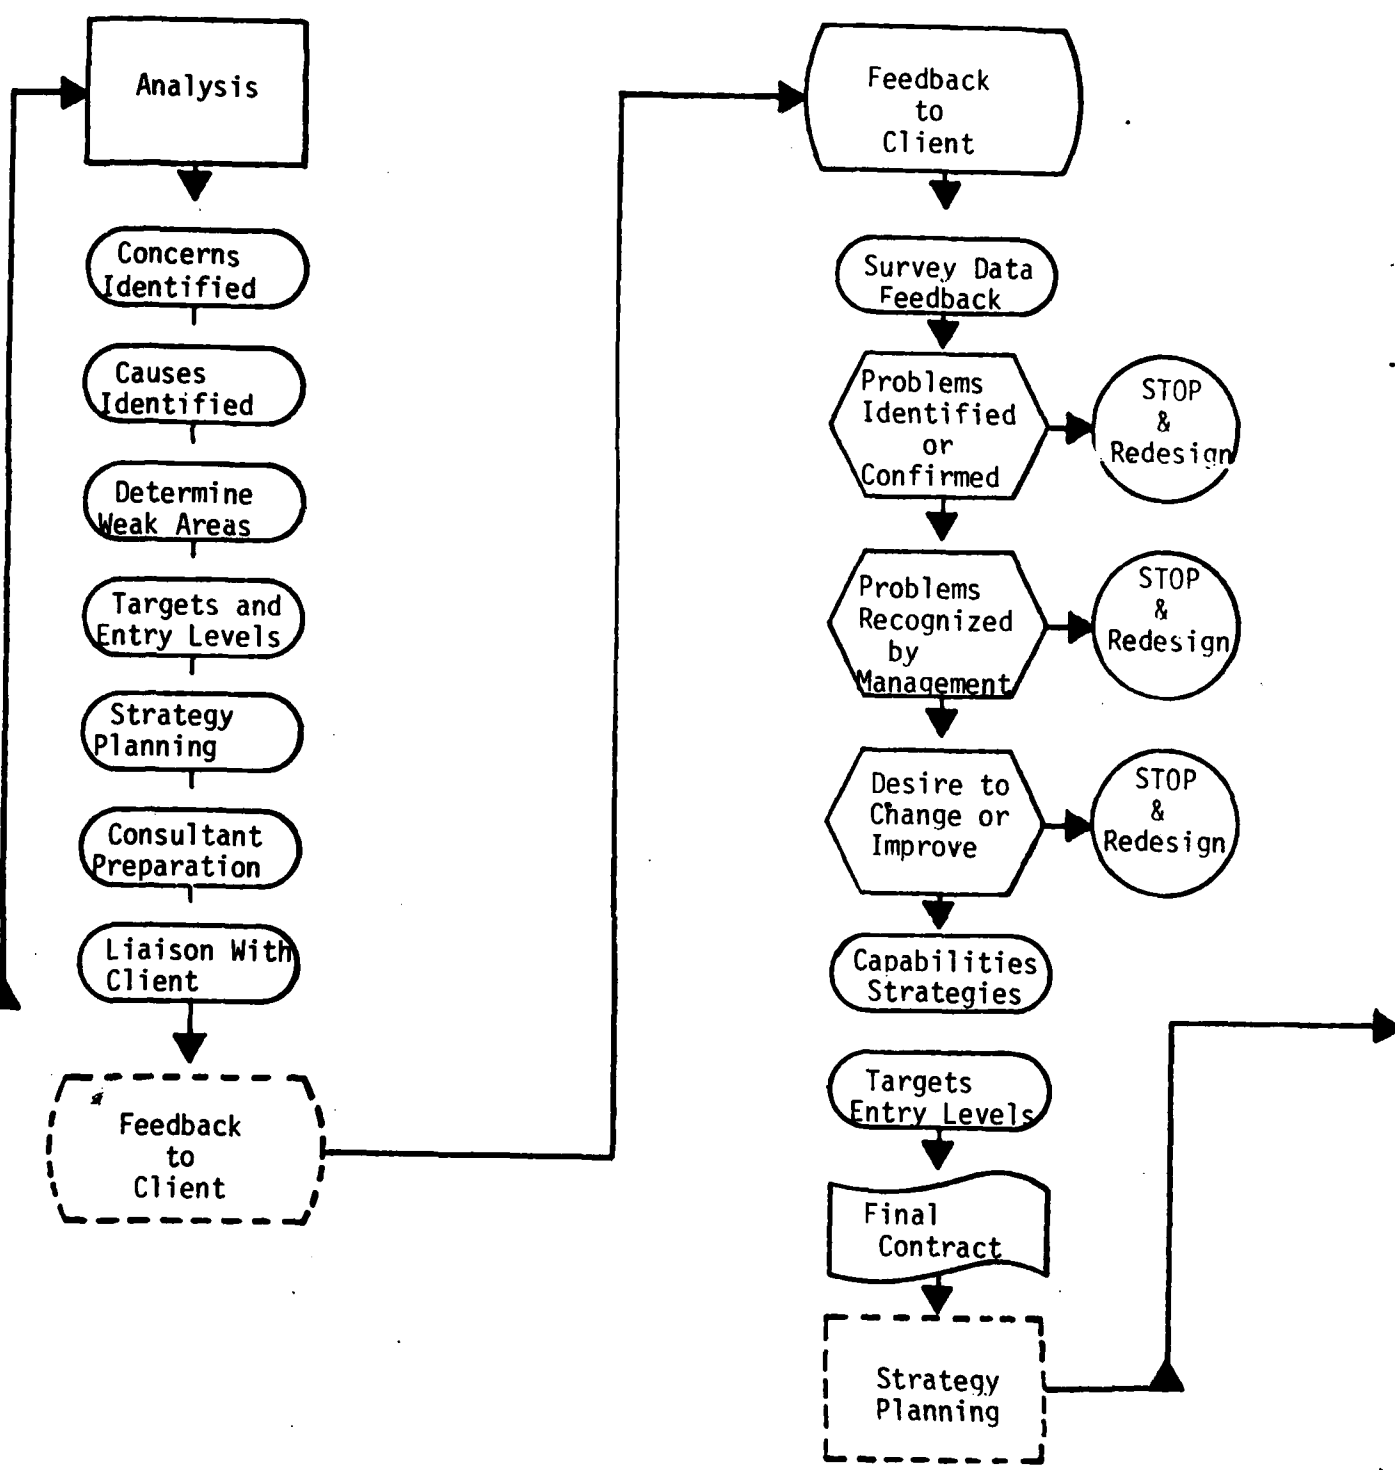 Analysis
Concerns
Identified
Causes
Identified
Determine
Weak Areas
Targets and
Entry Levels
Strategy
Planning
Consultant
Preparation
Liaison With
Client
Feedback
to
Client
Feedback
to
Client
Survey Data
Feedback
Problems
Identified
or
Confirmed
STOP
&
Redesign
Problems
Recognized
by
Management
STOP
&
Redesign
Desire to
Change or
Improve
STOP
&
Redesign
Capabilities
Strategies
Targets
Entry Levels
Final
Contract
Strategy
Planning